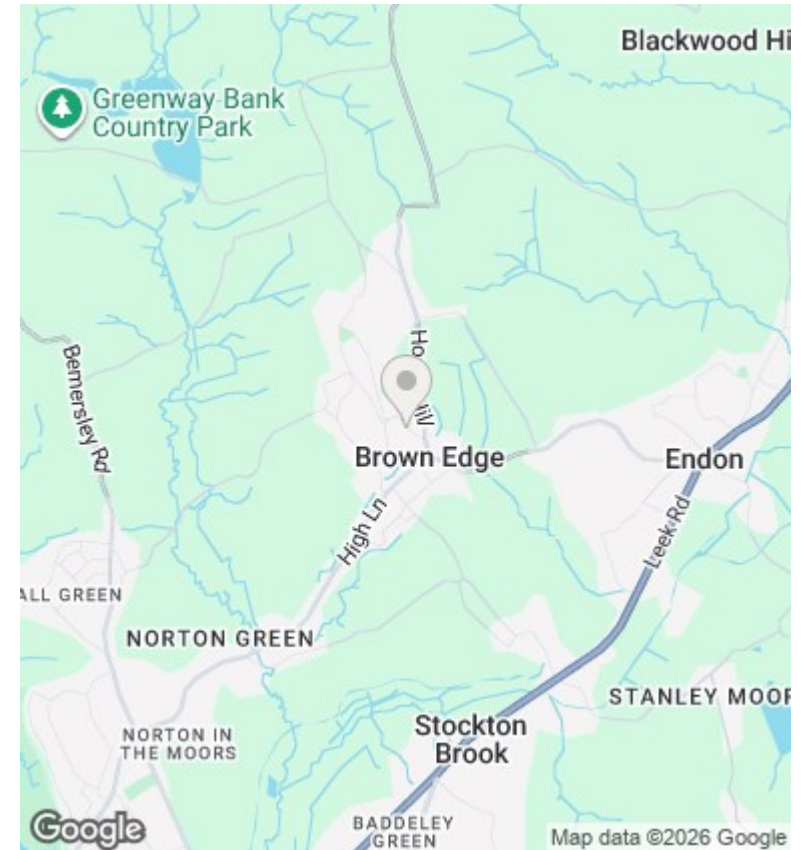 Blackwood Hi
Greenway Bank
Country Park
Bemersley Rd
Brown Edge
Endon
High Ln
Leek Rd
ALL GREEN
NORTON GREEN
STANLEY MOOR
Stockton
Brook
NORTON IN
THE MOORS
BADDELEY
GREEN
Google
Map data ©2026 Google